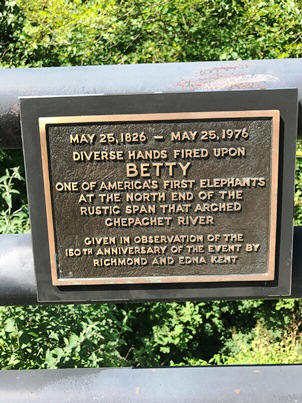 MAY 25, 1826 — MAY 25, 1976
DIVERSE HANDS FIRED UPON
BETTY
ONE OF AMERICA'S FIRST ELEPHANTS
AT THE NORTH END OF THE
RUSTIC SPAN THAT ARCHED
CHEPACHET RIVER
GIVEN IN OBSERVATION OF THE
150TH ANNIVERSARY OF THE EVENT BY
RICHMOND AND EDNA KENT